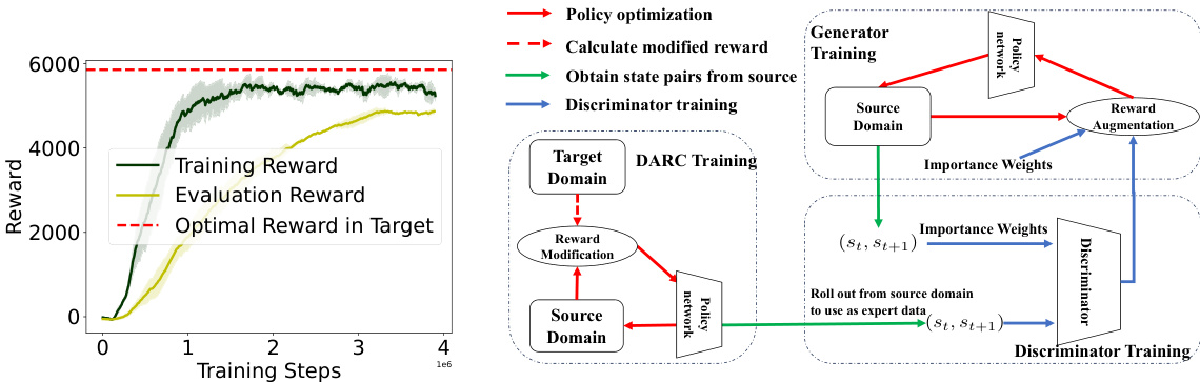 6000
4000
2000
0
Reward
Training Reward
Evaluation Reward
Optimal Reward in Target
0
1
2
3
4
1e6
Training Steps
Policy optimization
Calculate modified reward
Obtain state pairs from source
Discriminator training
DARC Training
Target
Domain
Reward
Modification
Source
Domain
Policy
network
Generator
Training
Policy
network
Source
Domain
Reward
Augmentation
Importance Weights
(s_t, s_{t+1})
Importance Weights
Discriminator
Roll out from source domain
to use as expert data
(s_t, s_{t+1})
Discriminator Training